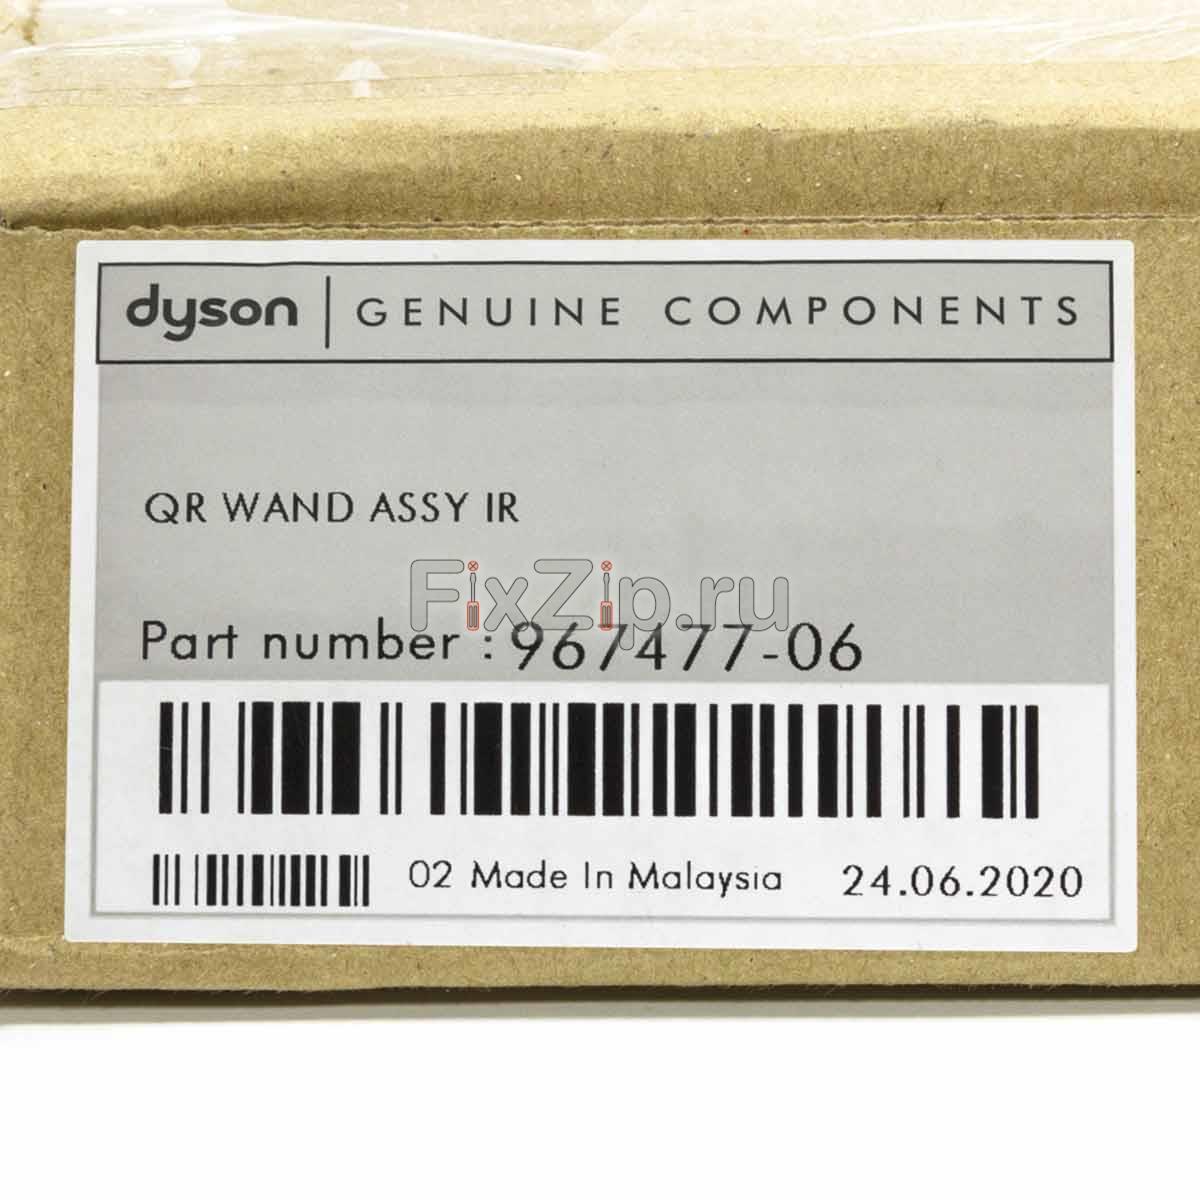 dyson GENUINE COMPONENTS
QR WAND ASSY IR
FixZip.ru
Part number : 967477-06
02 Made In Malaysia 24.06.2020